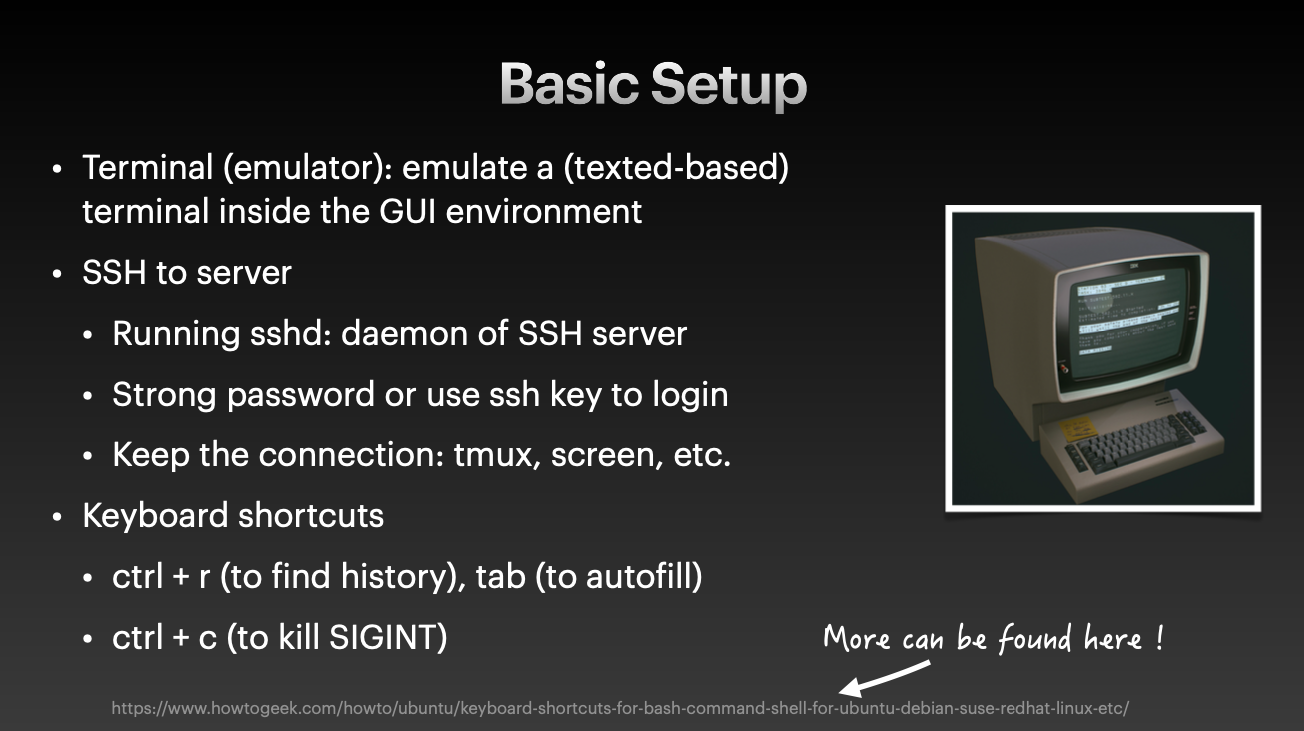 Basic Setup
• Terminal (emulator): emulate a (texted-based)
terminal inside the GUI environment
• SSH to server
• Running sshd: daemon of SSH server
• Strong password or use ssh key to login
• Keep the connection: tmux, screen, etc.
• Keyboard shortcuts
• ctrl + r (to find history), tab (to autofill)
• ctrl + c (to kill SIGINT)
More can be found here !
https://www.howtogeek.com/howto/ubuntu/keyboard-shortcuts-for-bash-command-shell-for-ubuntu-debian-suse-redhat-linux-etc/